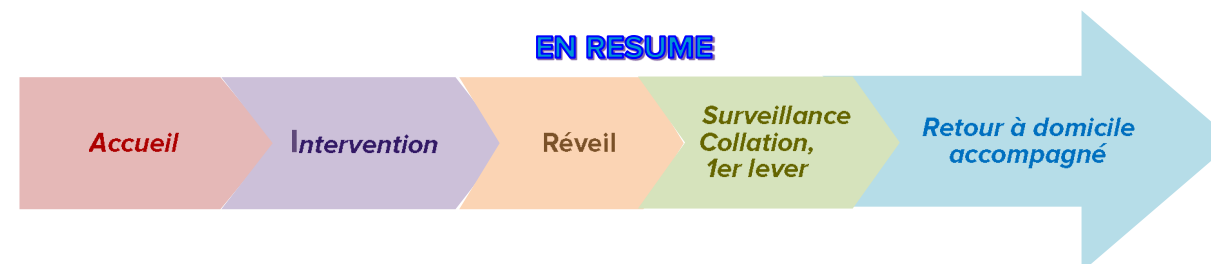 EN RESUME
Accueil
Intervention
Réveil
Surveillance
Collation,
1er lever
Retour à domicile
accompagné